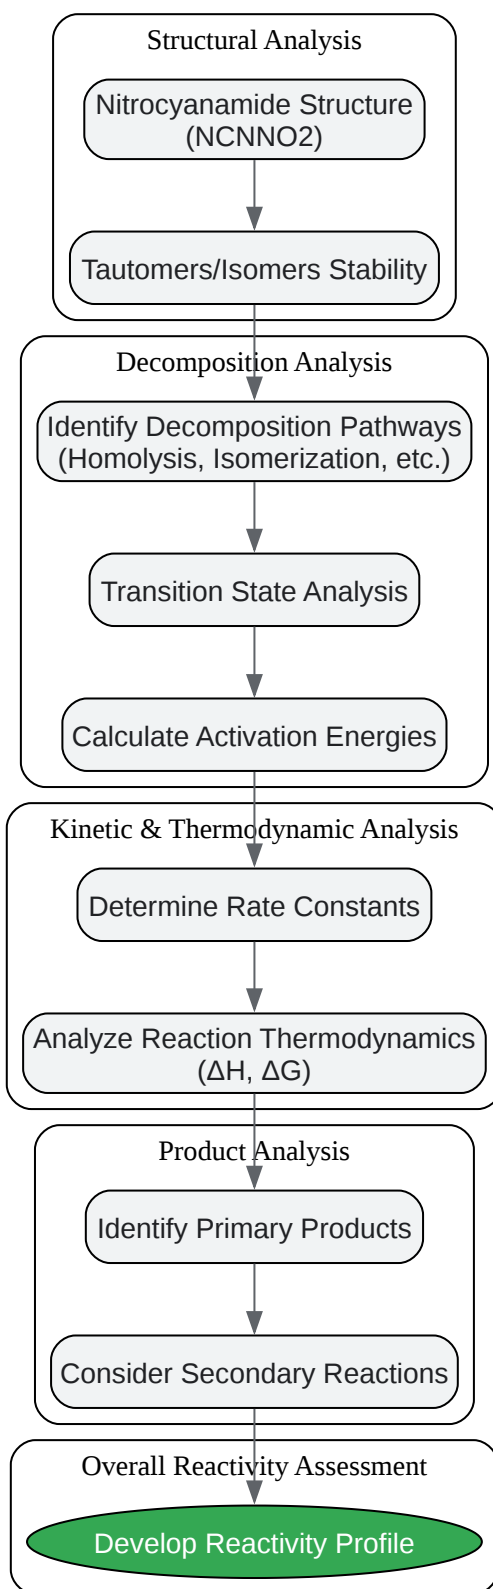 Structural Analysis
Nitrocyanamide Structure
(NCNNO2)
Tautomers/Isomers Stability
Decomposition Analysis
Identify Decomposition Pathways
(Homolysis, Isomerization, etc.)
Transition State Analysis
Calculate Activation Energies
Kinetic & Thermodynamic Analysis
Determine Rate Constants
Analyze Reaction Thermodynamics
(ΔH, ΔG)
Product Analysis
Identify Primary Products
Consider Secondary Reactions
Overall Reactivity Assessment
Develop Reactivity Profile